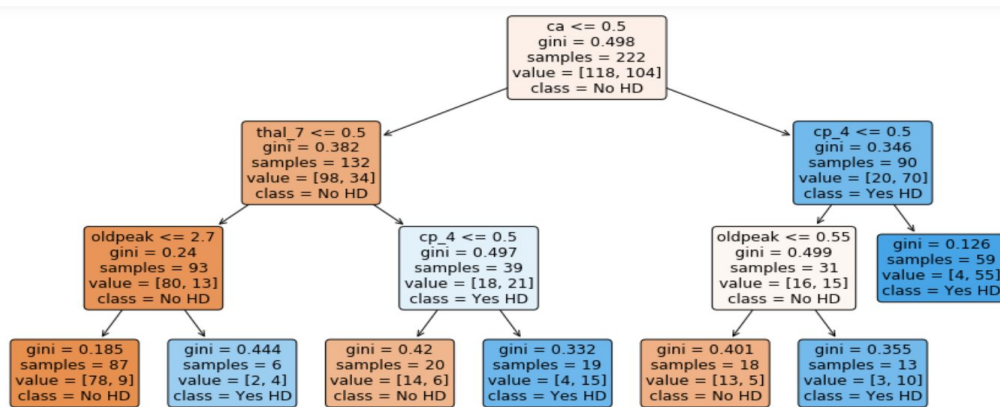 ca <= 0.5
gini = 0.498
samples = 222
value = [118, 104]
class = No HD
thal_7 <= 0.5
gini = 0.382
samples = 132
value = [98, 34]
class = No HD
cp_4 <= 0.5
gini = 0.346
samples = 90
value = [20, 70]
class = Yes HD
oldpeak <= 2.7
gini = 0.24
samples = 93
value = [80, 13]
class = No HD
cp_4 <= 0.5
gini = 0.497
samples = 39
value = [18, 21]
class = Yes HD
oldpeak <= 0.55
gini = 0.499
samples = 31
value = [16, 15]
class = No HD
gini = 0.126
samples = 59
value = [4, 55]
class = Yes HD
gini = 0.185
samples = 87
value = [78, 9]
class = No HD
gini = 0.444
samples = 6
value = [2, 4]
class = Yes HD
gini = 0.42
samples = 20
value = [14, 6]
class = No HD
gini = 0.332
samples = 19
value = [4, 15]
class = Yes HD
gini = 0.401
samples = 18
value = [13, 5]
class = No HD
gini = 0.355
samples = 13
value = [3, 10]
class = Yes HD